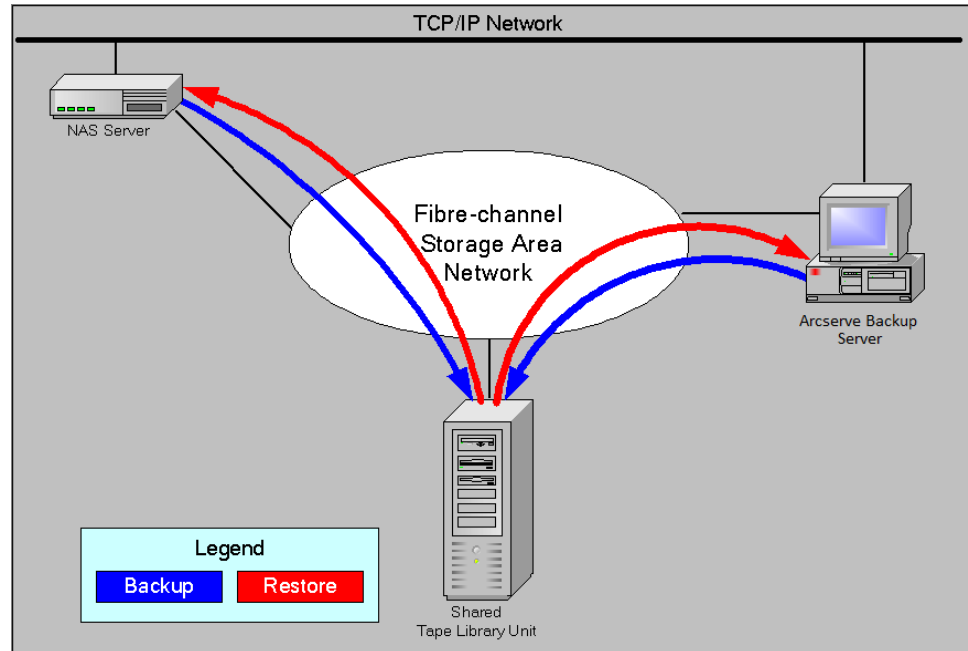 TCP/IP Network
NAS Server
Fibre-channel
Storage Area
Network
Arcserve Backup
Server
Legend
Backup
Restore
Shared
Tape Library Unit